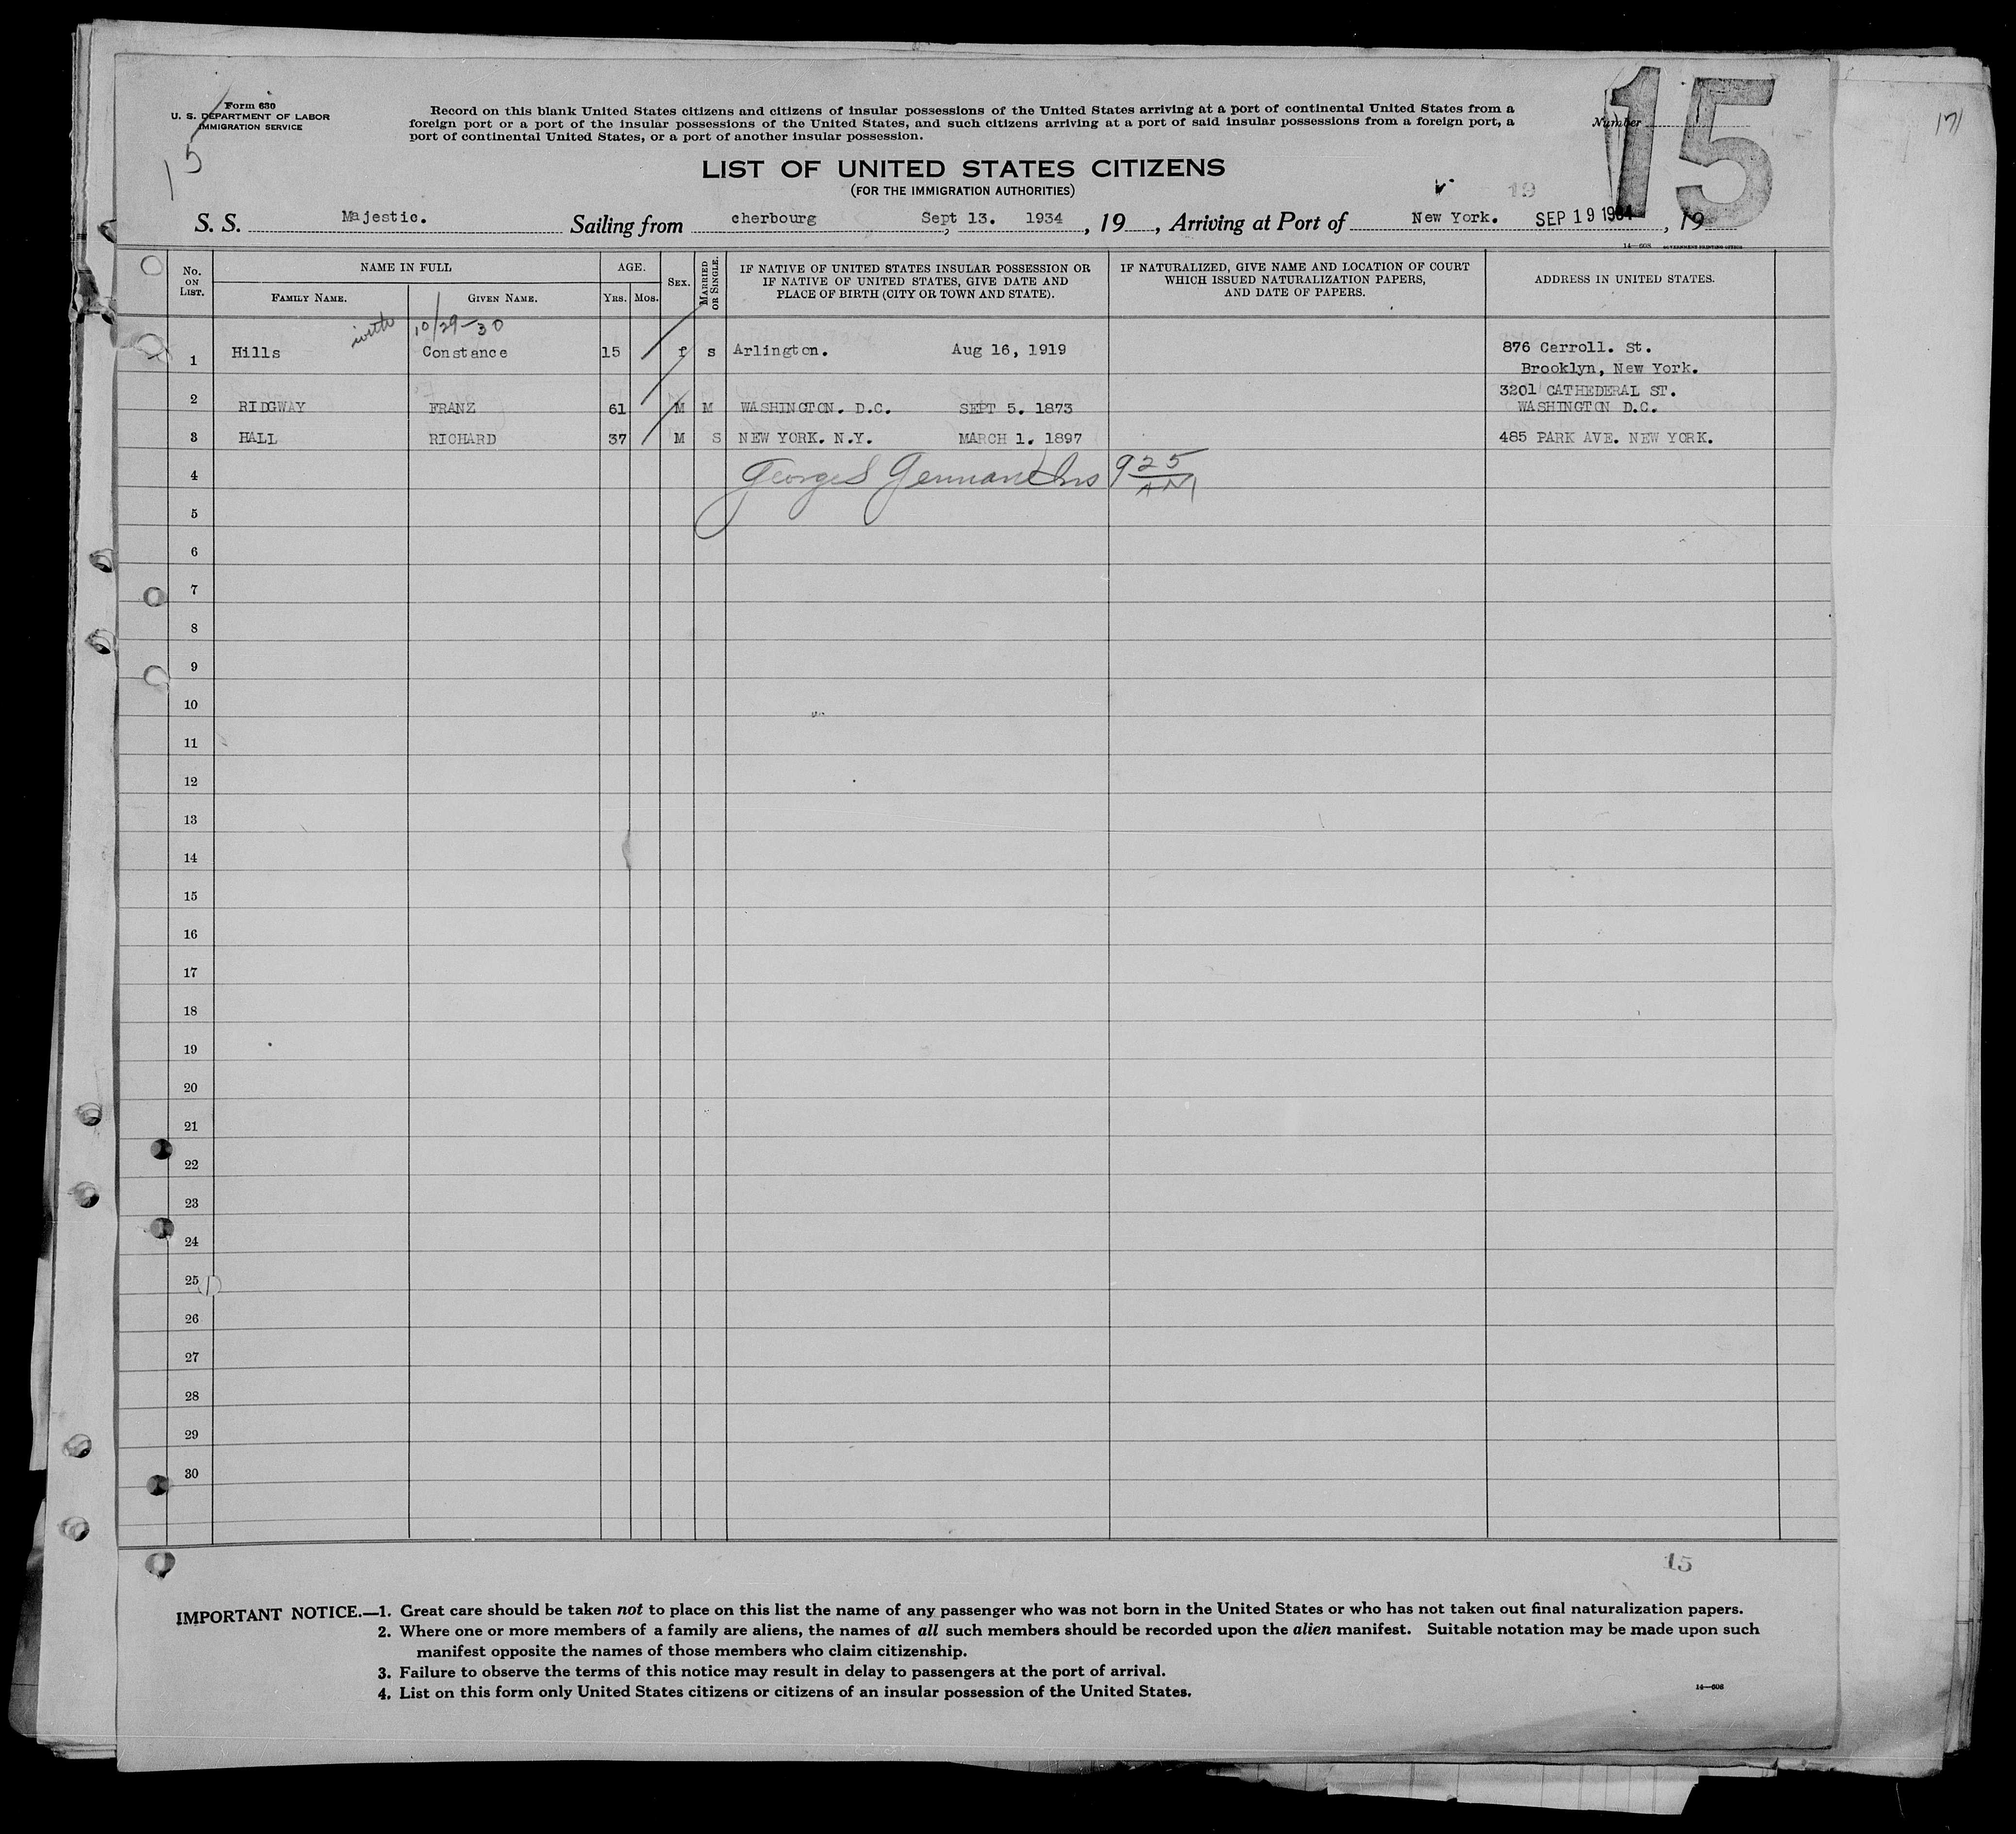 Form 630
U. S. DEPARTMENT OF LABOR
IMMIGRATION SERVICE
15
Record on this blank United States citizens and citizens of insular possessions of the United States arriving at a port of continental United States from a
foreign port or a port of the insular possessions of the United States, and such citizens arriving at a port of said insular possessions from a foreign port, a
port of continental United States, or a port of another insular possession.
Number 15
171
LIST OF UNITED STATES CITIZENS
(FOR THE IMMIGRATION AUTHORITIES)
19
S. S. Majestic. Sailing from cherbourg Sept 13. 1934, 19, Arriving at Port of New York. SEP 19 1934, 19
14—608 GOVERNMENT PRINTING OFFICE
No. ON LIST. NAME IN FULL FAMILY NAME. GIVEN NAME. AGE. YRS. MOS. SEX. MARRIED OR SINGLE. IF NATIVE OF UNITED STATES INSULAR POSSESSION OR IF NATIVE OF UNITED STATES, GIVE DATE AND PLACE OF BIRTH (CITY OR TOWN AND STATE). IF NATURALIZED, GIVE NAME AND LOCATION OF COURT WHICH ISSUED NATURALIZATION PAPERS, AND DATE OF PAPERS. ADDRESS IN UNITED STATES.
with 10/29-30
1 Hills Constance 15 f s Arlington. Aug 16, 1919 876 Carroll. St.
Brooklyn, New York.
2 RIDGWAY FRANZ 61 M M WASHINGTON. D.C. SEPT 5. 1873 3201 CATHEDERAL ST.
WASHINGTON D.C.
3 HALL RICHARD 37 M S NEW YORK. N.Y. MARCH 1. 1897 485 PARK AVE. NEW YORK.
4 George S 925 AM
5
6
7
8
9
10
11
12
13
14
15
16
17
18
19
20
21
22
23
24
25
26
27
28
29
30
15
IMPORTANT NOTICE.—1. Great care should be taken not to place on this list the name of any passenger who was not born in the United States or who has not taken out final naturalization papers.
2. Where one or more members of a family are aliens, the names of all such members should be recorded upon the alien manifest. Suitable notation may be made upon such
manifest opposite the names of those members who claim citizenship.
3. Failure to observe the terms of this notice may result in delay to passengers at the port of arrival.
4. List on this form only United States citizens or citizens of an insular possession of the United States.
14—608